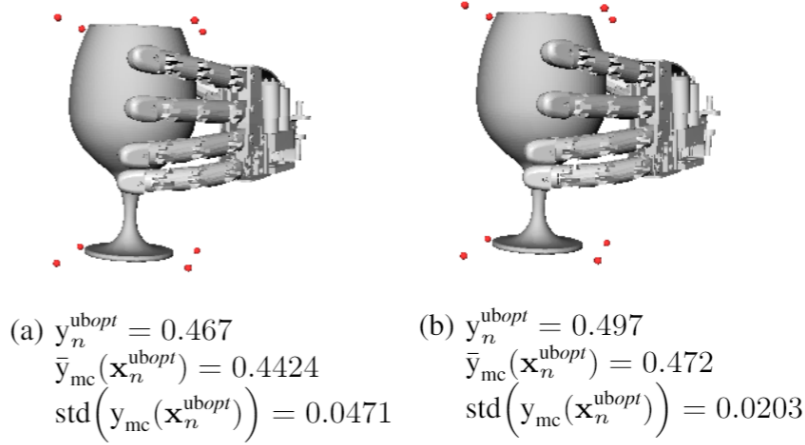 (a) y_n^{ubopt} = 0.467
ȳ_mc(x_n^{ubopt}) = 0.4424
std(y_mc(x_n^{ubopt})) = 0.0471
(b) y_n^{ubopt} = 0.497
ȳ_mc(x_n^{ubopt}) = 0.472
std(y_mc(x_n^{ubopt})) = 0.0203